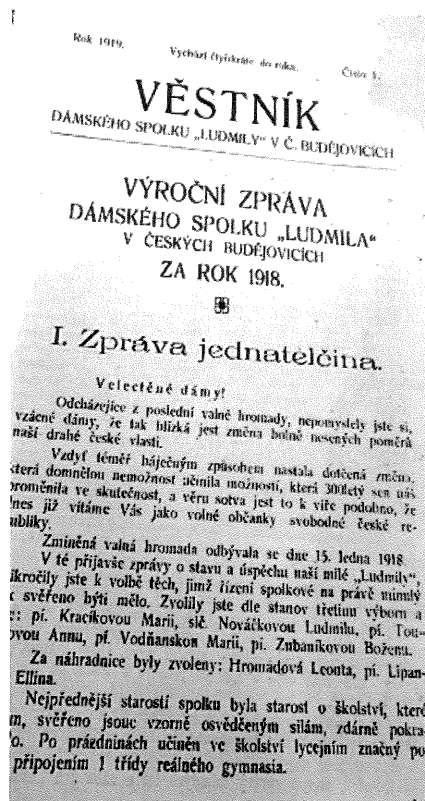 Rok 1919.
Vychází čtyřikráte do roka.
Číslo 1.
VĚSTNÍK
DÁMSKÉHO SPOLKU „LUDMILY“ V Č. BUDĚJOVICÍCH
VÝROČNÍ ZPRÁVA
DÁMSKÉHO SPOLKU „LUDMILA“
V ČESKÝCH BUDĚJOVICÍCH
ZA ROK 1918.
I. Zpráva jednatelčina.
Velectěné dámy!
Odcházejíce z poslední valné hromady, nepomyslely jste si,
vzácné dámy, že tak blízká jest změna bolně nesených poměrů
naší drahé české vlasti.
Vzdyť téměř báječným způsobem nastala dotčená změna,
která domnělou nemožnost učinila možností, která 300letý sen náš
proměnila ve skutečnost, a věru sotva jest to k víře podobno, že
dnes již vítáme Vás jako volné občanky svobodné české re-
publiky.
Zmíněná valná hromada odbývala se dne 15. ledna 1918.
V té přijavše zprávy o stavu a úspěchu naší milé „Ludmily“,
ikročily jste k volbě těch, jimž řízení spolkové na právě minulý
k svěřeno býti mělo. Zvolily jste dle stanov třetinu výboru a
e: pí. Kracíkovou Marii, slč. Nováčkovou Ludmilu, pí. Tou-
ovou Annu, pí. Vodňanskou Marii, pí. Zubaníkovou Boženu.
Za náhradnice byly zvoleny: Hromadová Leonta, pí. Lipan-
Ellina.
Nejpřednější starostí spolku byla starost o školství, které
m, svěřeno jsouc vzorně osvědčeným silám, zdárně pokra-
lo. Po prázdninách učiněn ve školství lycejním značný po
připojením 1 třídy reálného gymnasia.